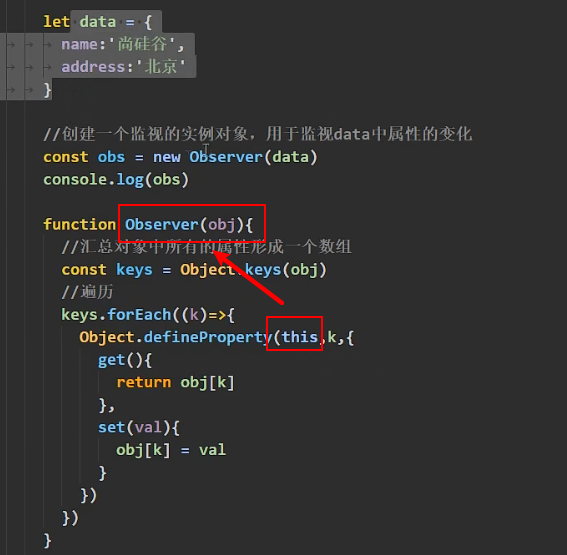 let data = {
name:'尚硅谷',
address:'北京'
}
//创建一个监视的实例对象，用于监视data中属性的变化
const obs = new Observer(data)
console.log(obs)
function Observer(obj){
//汇总对象中所有的属性形成一个数组
const keys = Object.keys(obj)
//遍历
keys.forEach((k)=>{
Object.defineProperty(this,k,{
get(){
return obj[k]
},
set(val){
obj[k] = val
}
})
})
}